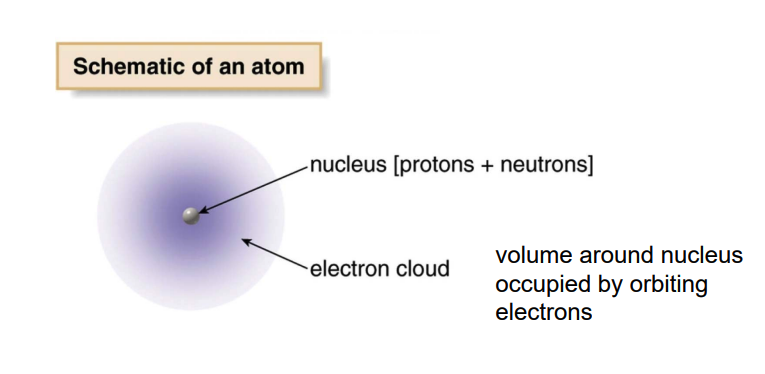 Schematic of an atom
nucleus [protons + neutrons]
electron cloud
volume around nucleus
occupied by orbiting
electrons